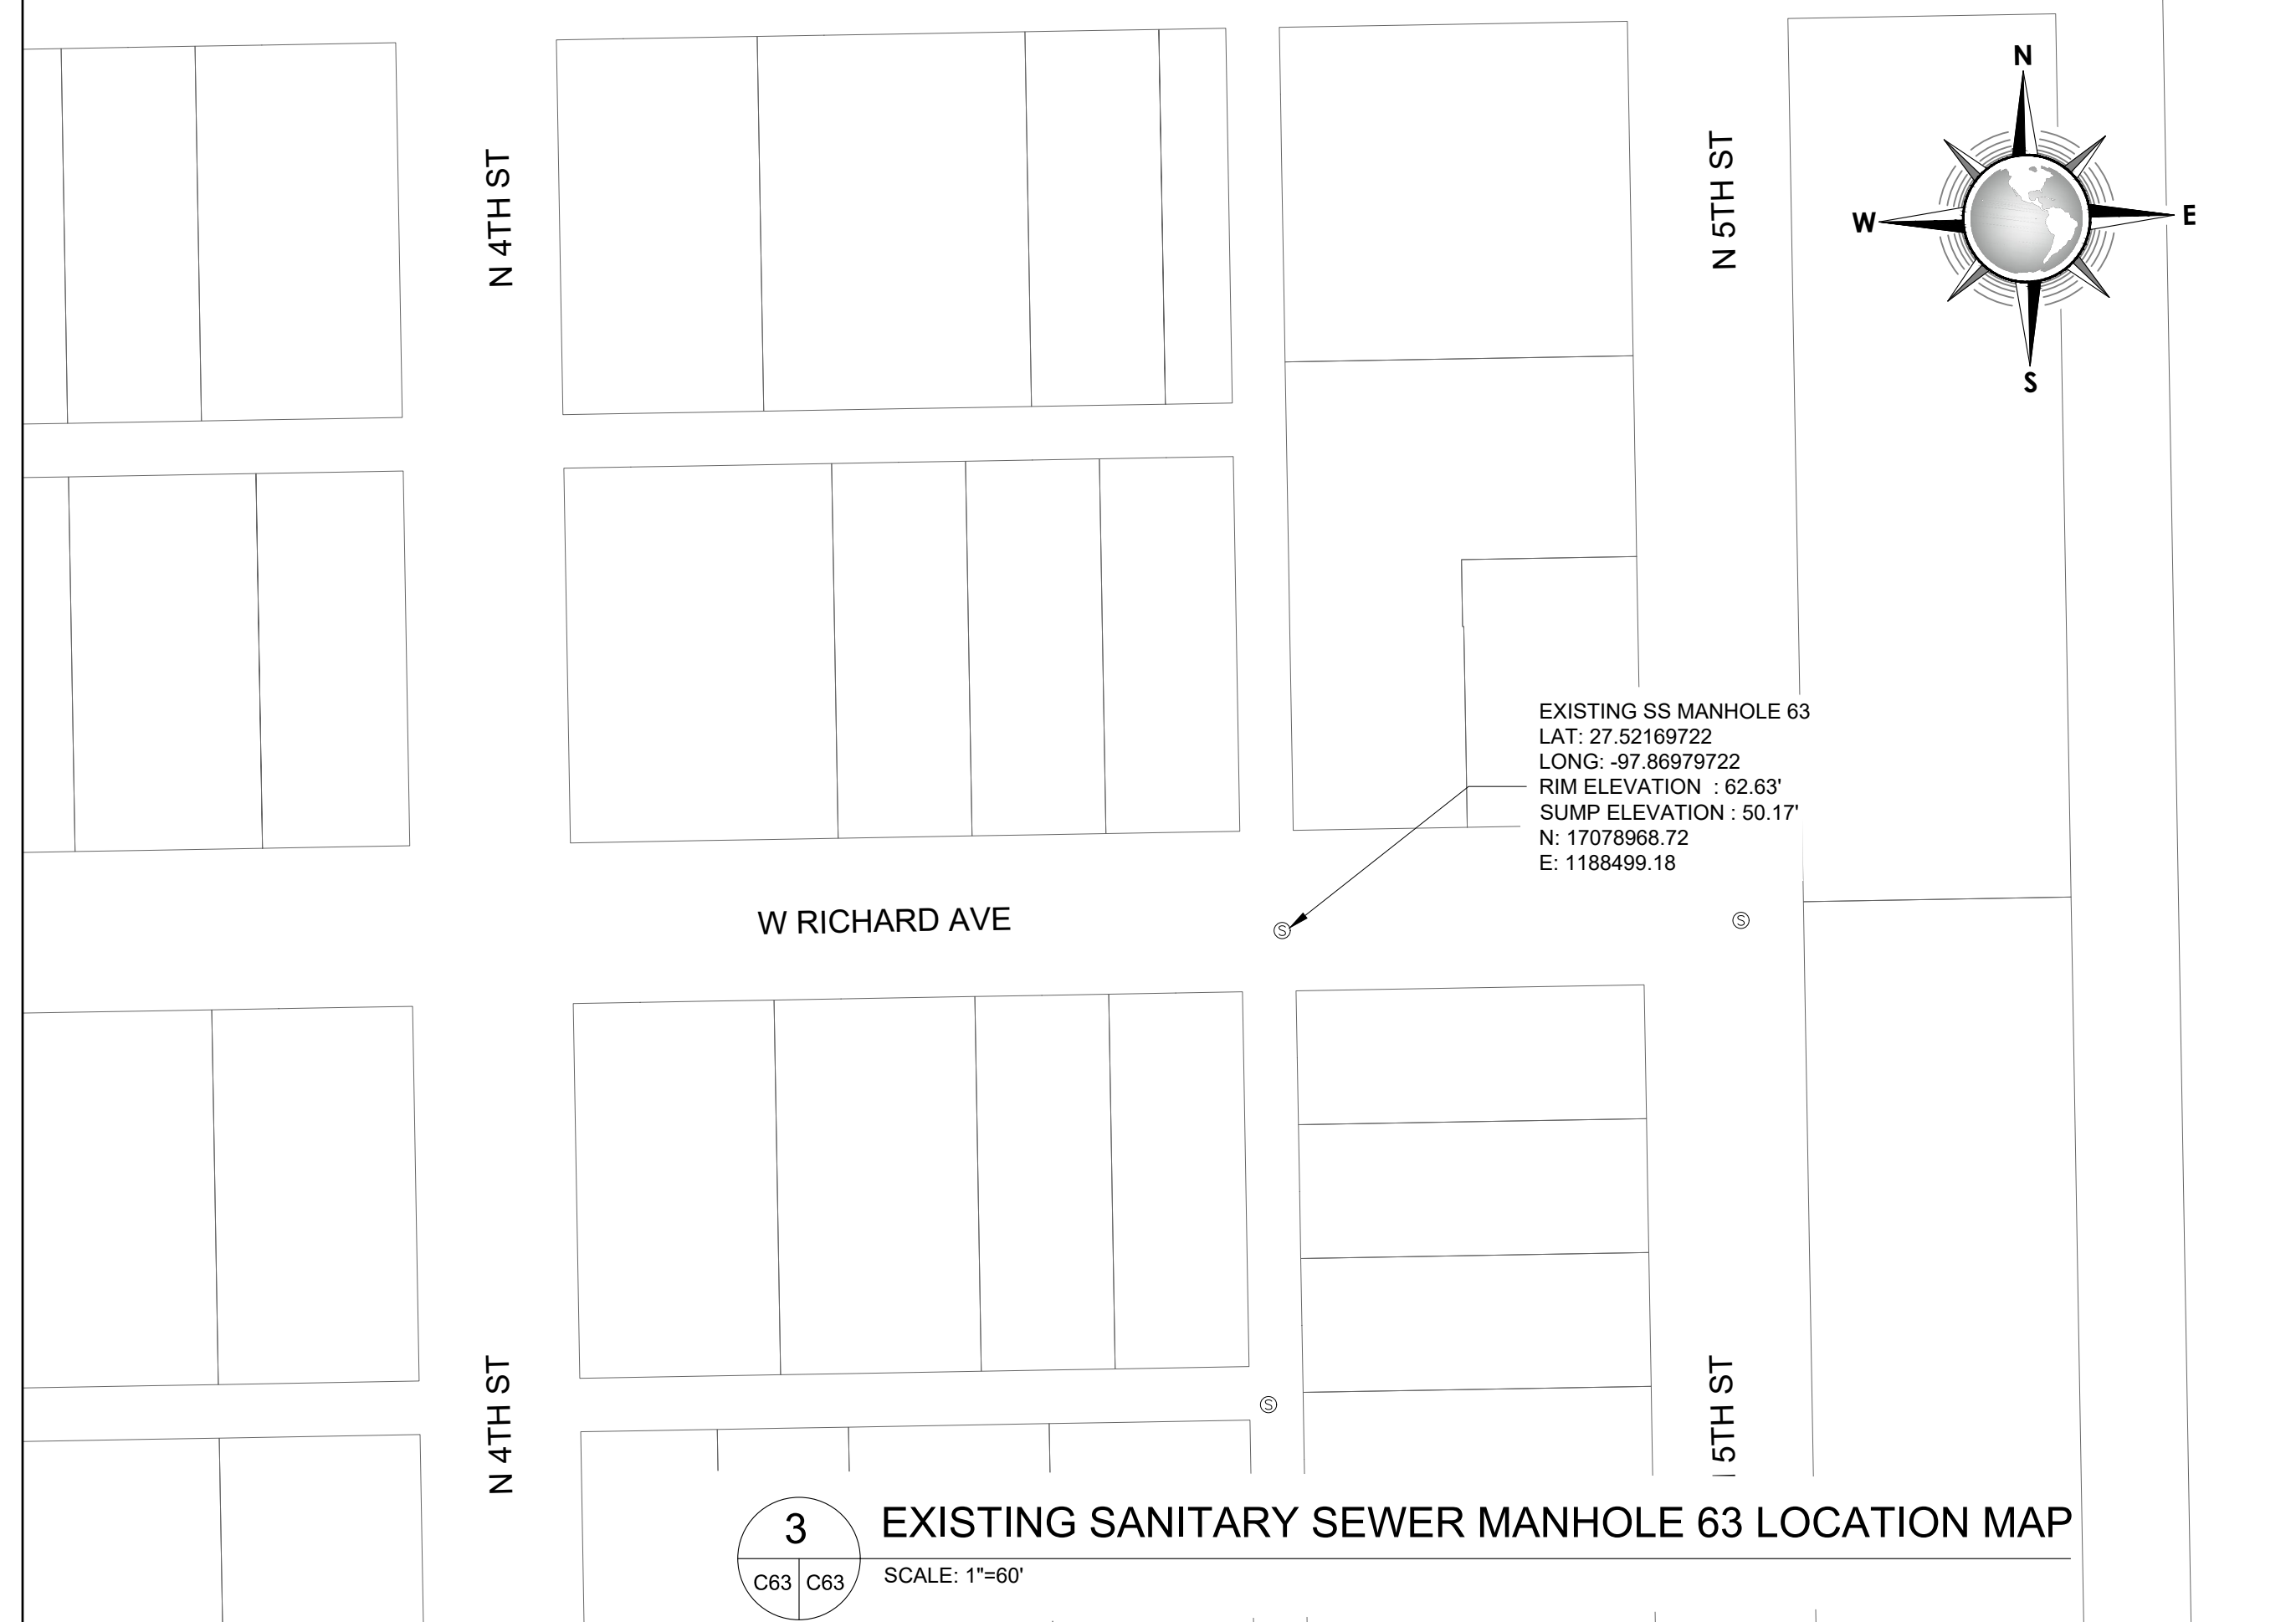 N
N 4TH ST
N 5TH ST
W
E
S
EXISTING SS MANHOLE 63
LAT: 27.52169722
LONG: -97.86979722
RIM ELEVATION : 62.63'
SUMP ELEVATION : 50.17'
N: 17078968.72
E: 1188499.18
W RICHARD AVE
S
S
S
N 4TH ST
5TH ST
3
EXISTING SANITARY SEWER MANHOLE 63 LOCATION MAP
C63 C63
SCALE: 1"=60'